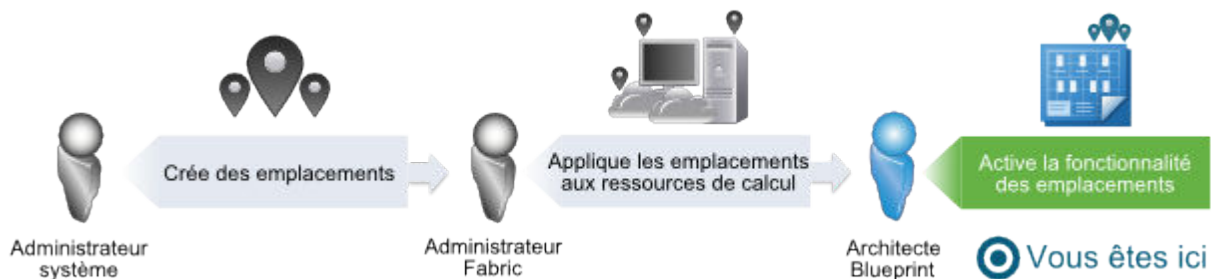 Crée des emplacements
Applique les emplacements
aux ressources de calcul
Active la fonctionnalité
des emplacements
Administrateur
système
Administrateur
Fabric
Architecte
Blueprint
Vous êtes ici